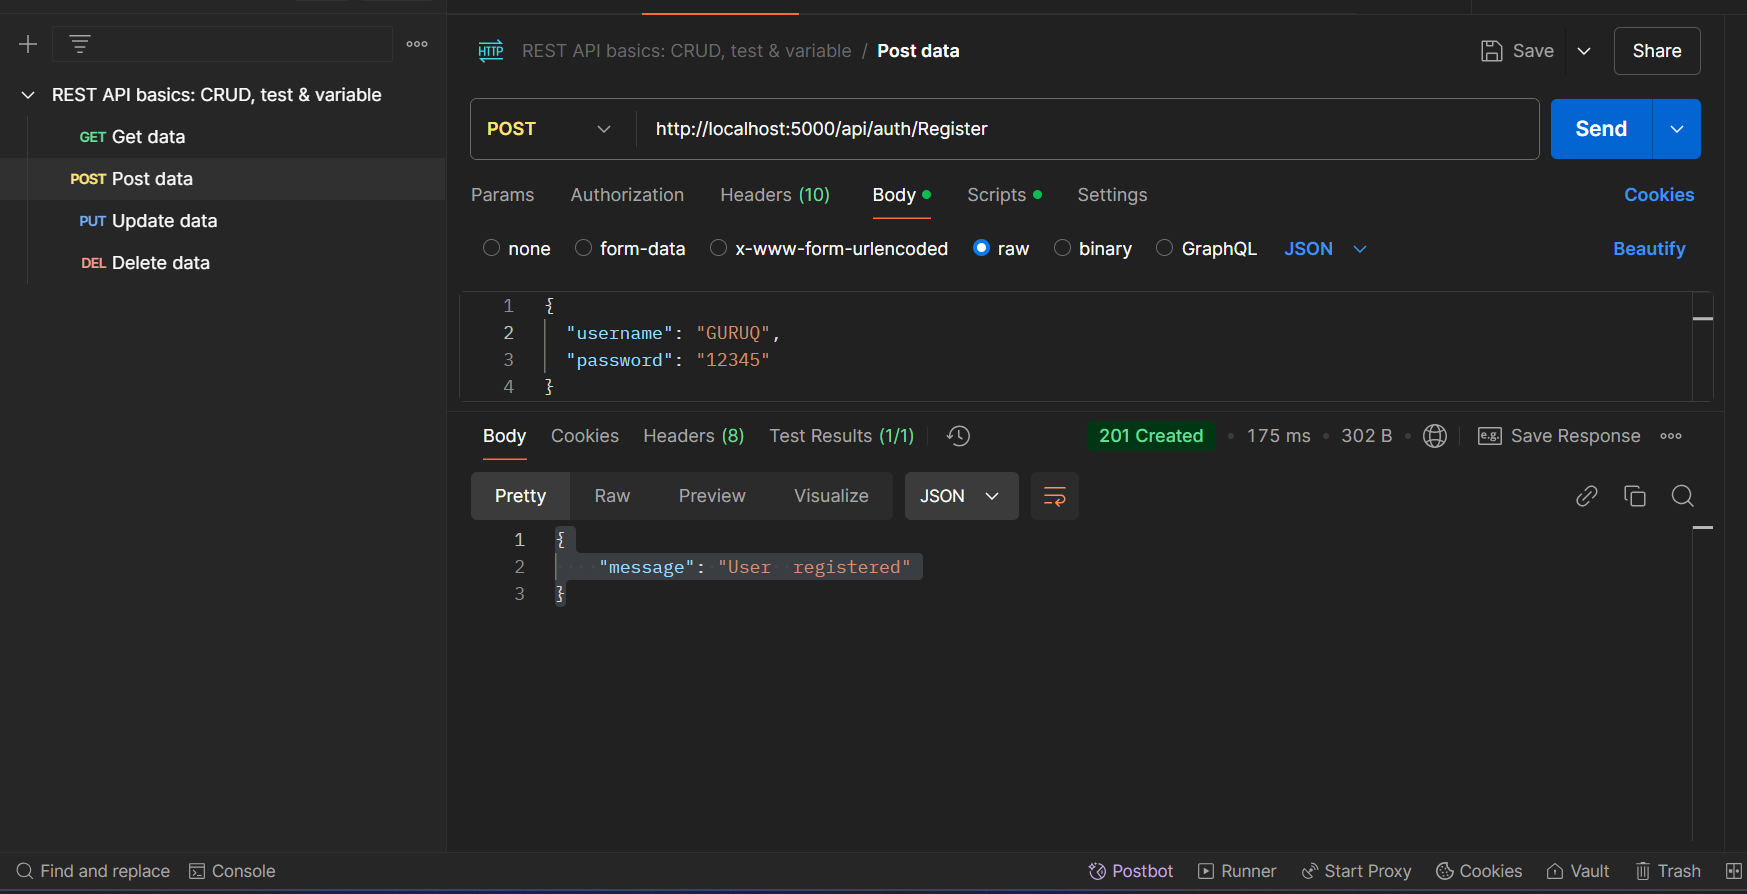 REST API basics: CRUD, test & variable
GET Get data
POST Post data
PUT Update data
DEL Delete data
HTTP REST API basics: CRUD, test & variable / Post data
Save
Share
POST
http://localhost:5000/api/auth/Register
Send
Params Authorization Headers (10) Body Scripts Settings
Cookies
none form-data x-www-form-urlencoded raw binary GraphQL JSON
Beautify
1 {
2 "username": "GURUQ",
3 "password": "12345"
4 }
Body Cookies Headers (8) Test Results (1/1)
201 Created • 175 ms • 302 B •
e.g. Save Response
Pretty Raw Preview Visualize JSON
1 {
2 "message": "User  registered"
3 }
Find and replace Console
Postbot Runner Start Proxy Cookies Vault Trash